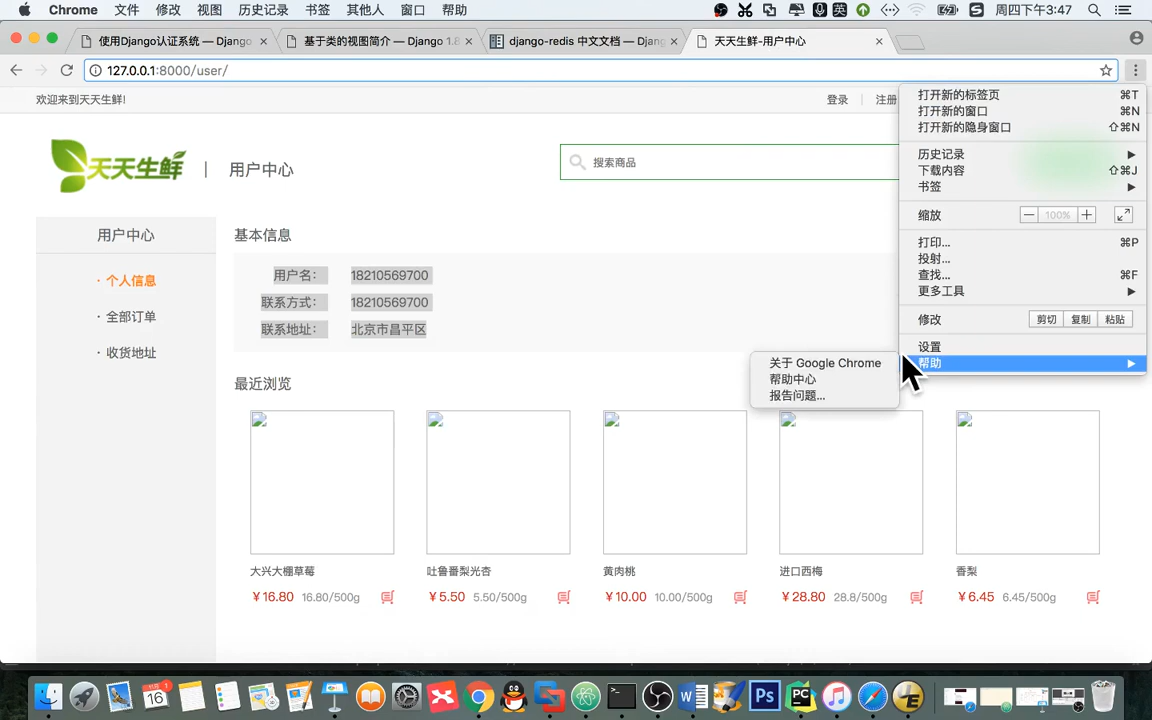 Chrome 文件 修改 视图 历史记录 书签 其他人 窗口 帮助 英 周四下午3:47
使用Django认证系统 — Django 基于类的视图简介 — Django 1.8 django-redis 中文文档 — Djang 天天生鲜-用户中心
127.0.0.1:8000/user/
欢迎来到天天生鲜! 登录 | 注册
打开新的标签页 ⌘T
打开新的窗口 ⌘N
打开新的隐身窗口 ⇧⌘N
历史记录
下载内容 ⇧⌘J
书签
缩放 100%
打印... ⌘P
投射...
查找... ⌘F
更多工具
修改 剪切 复制 粘贴
设置
帮助
关于 Google Chrome
帮助中心
报告问题...
天天生鲜 | 用户中心
搜索商品
用户中心
· 个人信息
· 全部订单
· 收货地址
基本信息
用户名： 18210569700
联系方式： 18210569700
联系地址： 北京市昌平区
最近浏览
大兴大棚草莓 吐鲁番梨光杏 黄肉桃 进口西梅 香梨
￥16.80 16.80/500g ￥5.50 5.50/500g ￥10.00 10.00/500g ￥28.80 28.8/500g ￥6.45 6.45/500g
16 1 W Ps PC